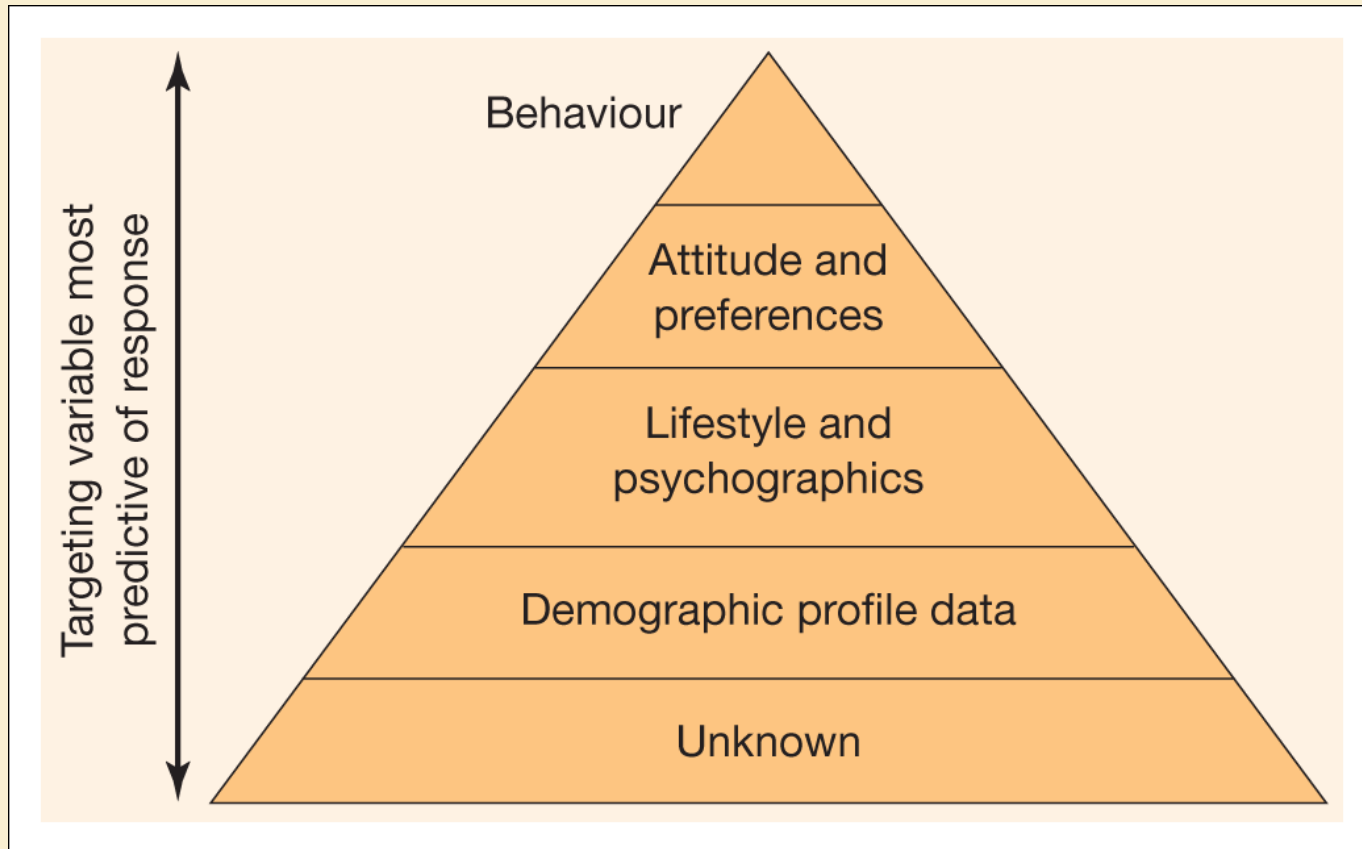 Targeting variable most
predictive of response
Behaviour
Attitude and
preferences
Lifestyle and
psychographics
Demographic profile data
Unknown